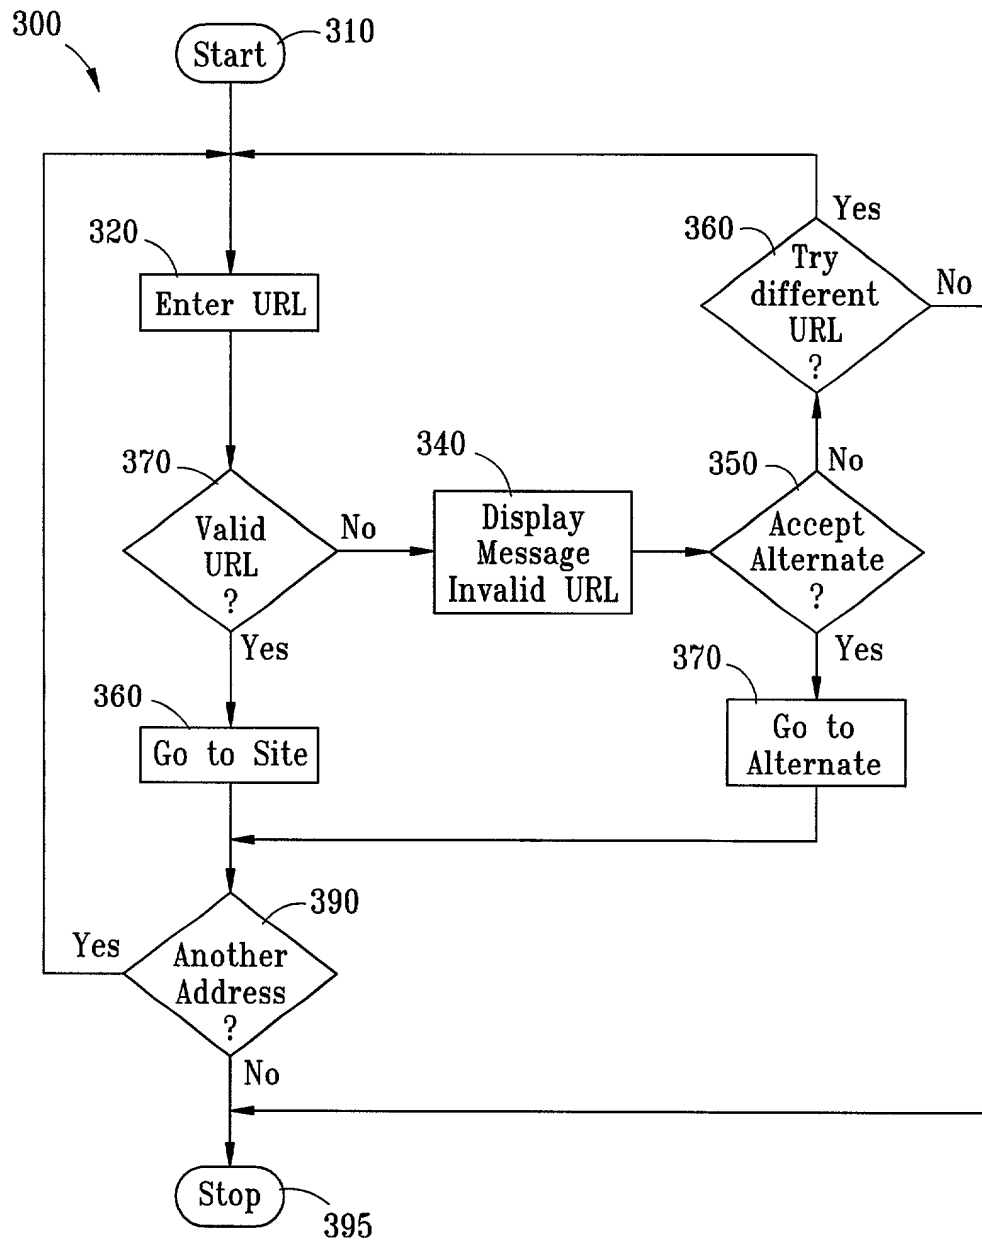 300
Start
310
320
Enter URL
360
Yes
Try
different
URL
?
No
370
Valid
URL
?
No
Yes
340
Display
Message
Invalid URL
350
No
Accept
Alternate
?
Yes
360
Go to Site
370
Go to
Alternate
390
Yes
Another
Address
?
No
Stop
395